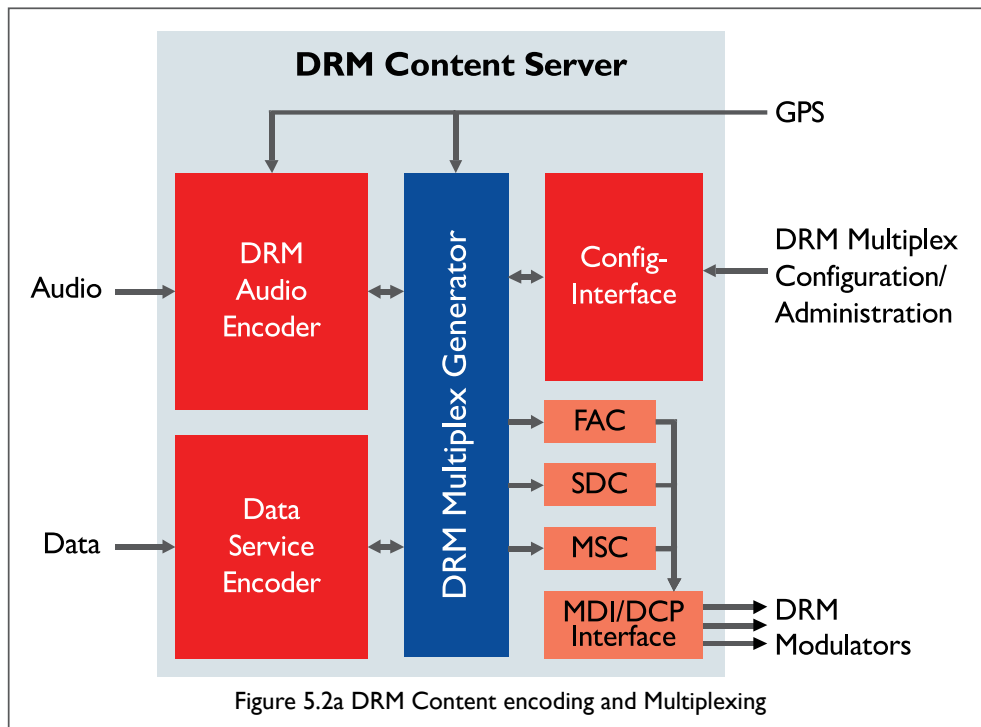 DRM Content Server
GPS
DRM
Audio
Encoder
DRM Multiplex Generator
Config-
Interface
DRM Multiplex
Configuration/
Administration
Audio
FAC
SDC
MSC
Data
Service
Encoder
Data
MDI/DCP
Interface
DRM
Modulators
Figure 5.2a DRM Content encoding and Multiplexing